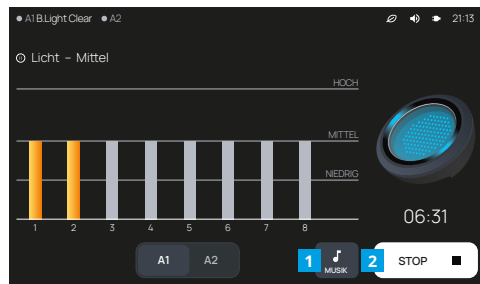 A1 B.Light Clear A2 21:13
Licht – Mittel
HOCH
MITTEL
NIEDRIG
1 2 3 4 5 6 7 8
06:31
A1 A2 1 MUSIK 2 STOP